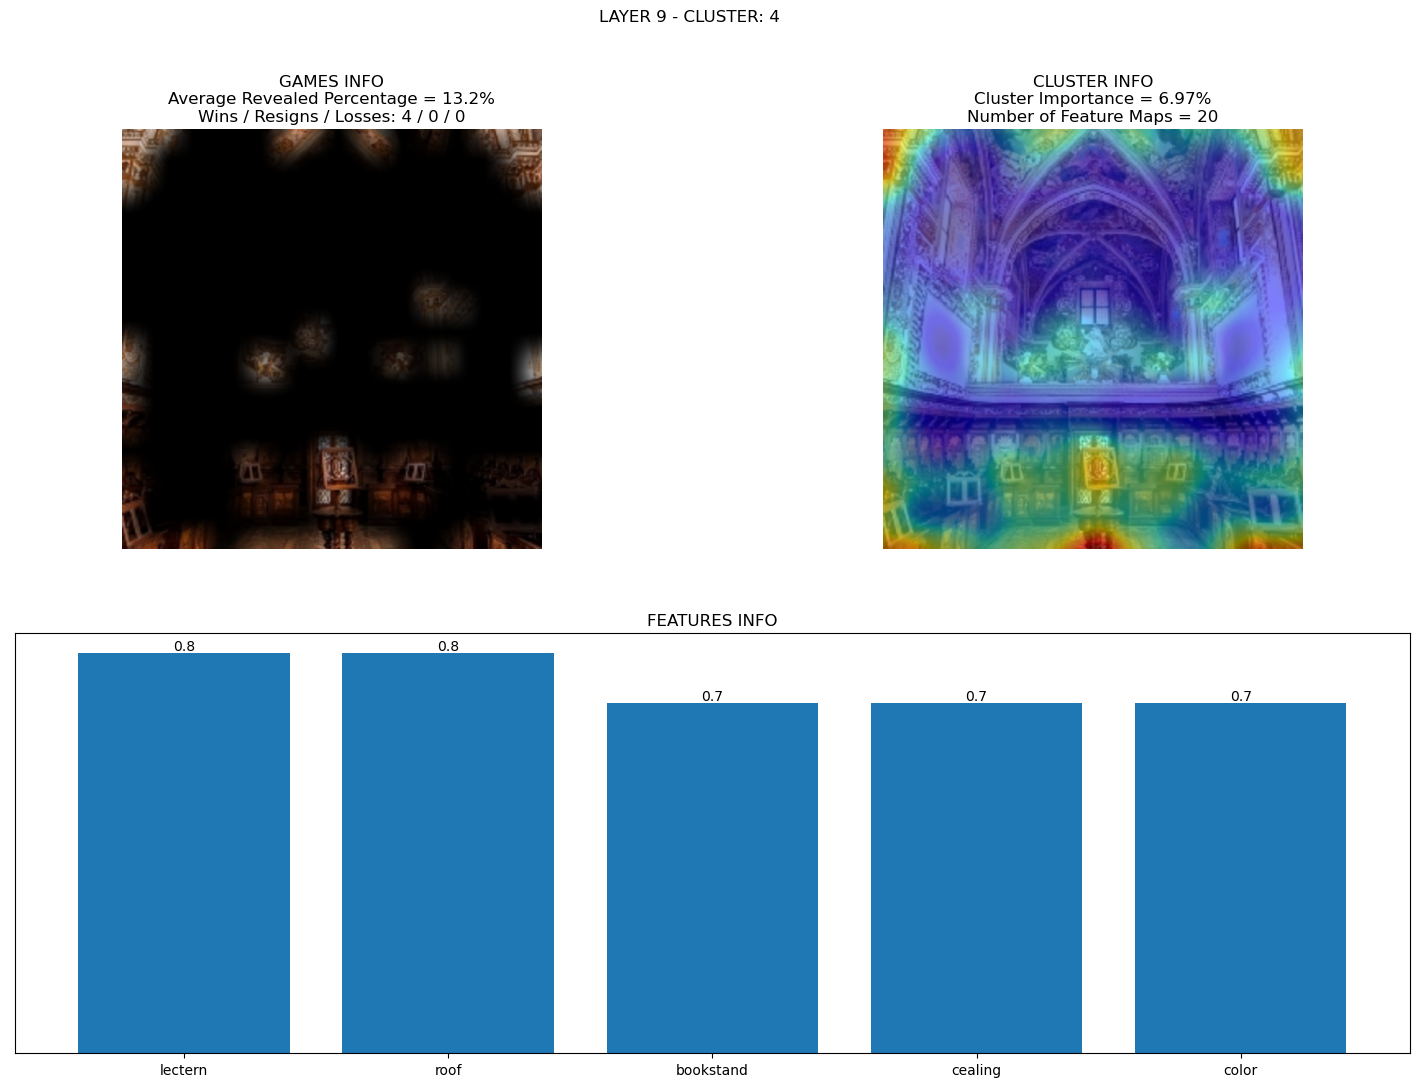 LAYER 9 - CLUSTER: 4
GAMES INFO
Average Revealed Percentage = 13.2%
Wins / Resigns / Losses: 4 / 0 / 0
CLUSTER INFO
Cluster Importance = 6.97%
Number of Feature Maps = 20
FEATURES INFO
0.8 0.8 0.7 0.7 0.7
lectern roof bookstand cealing color